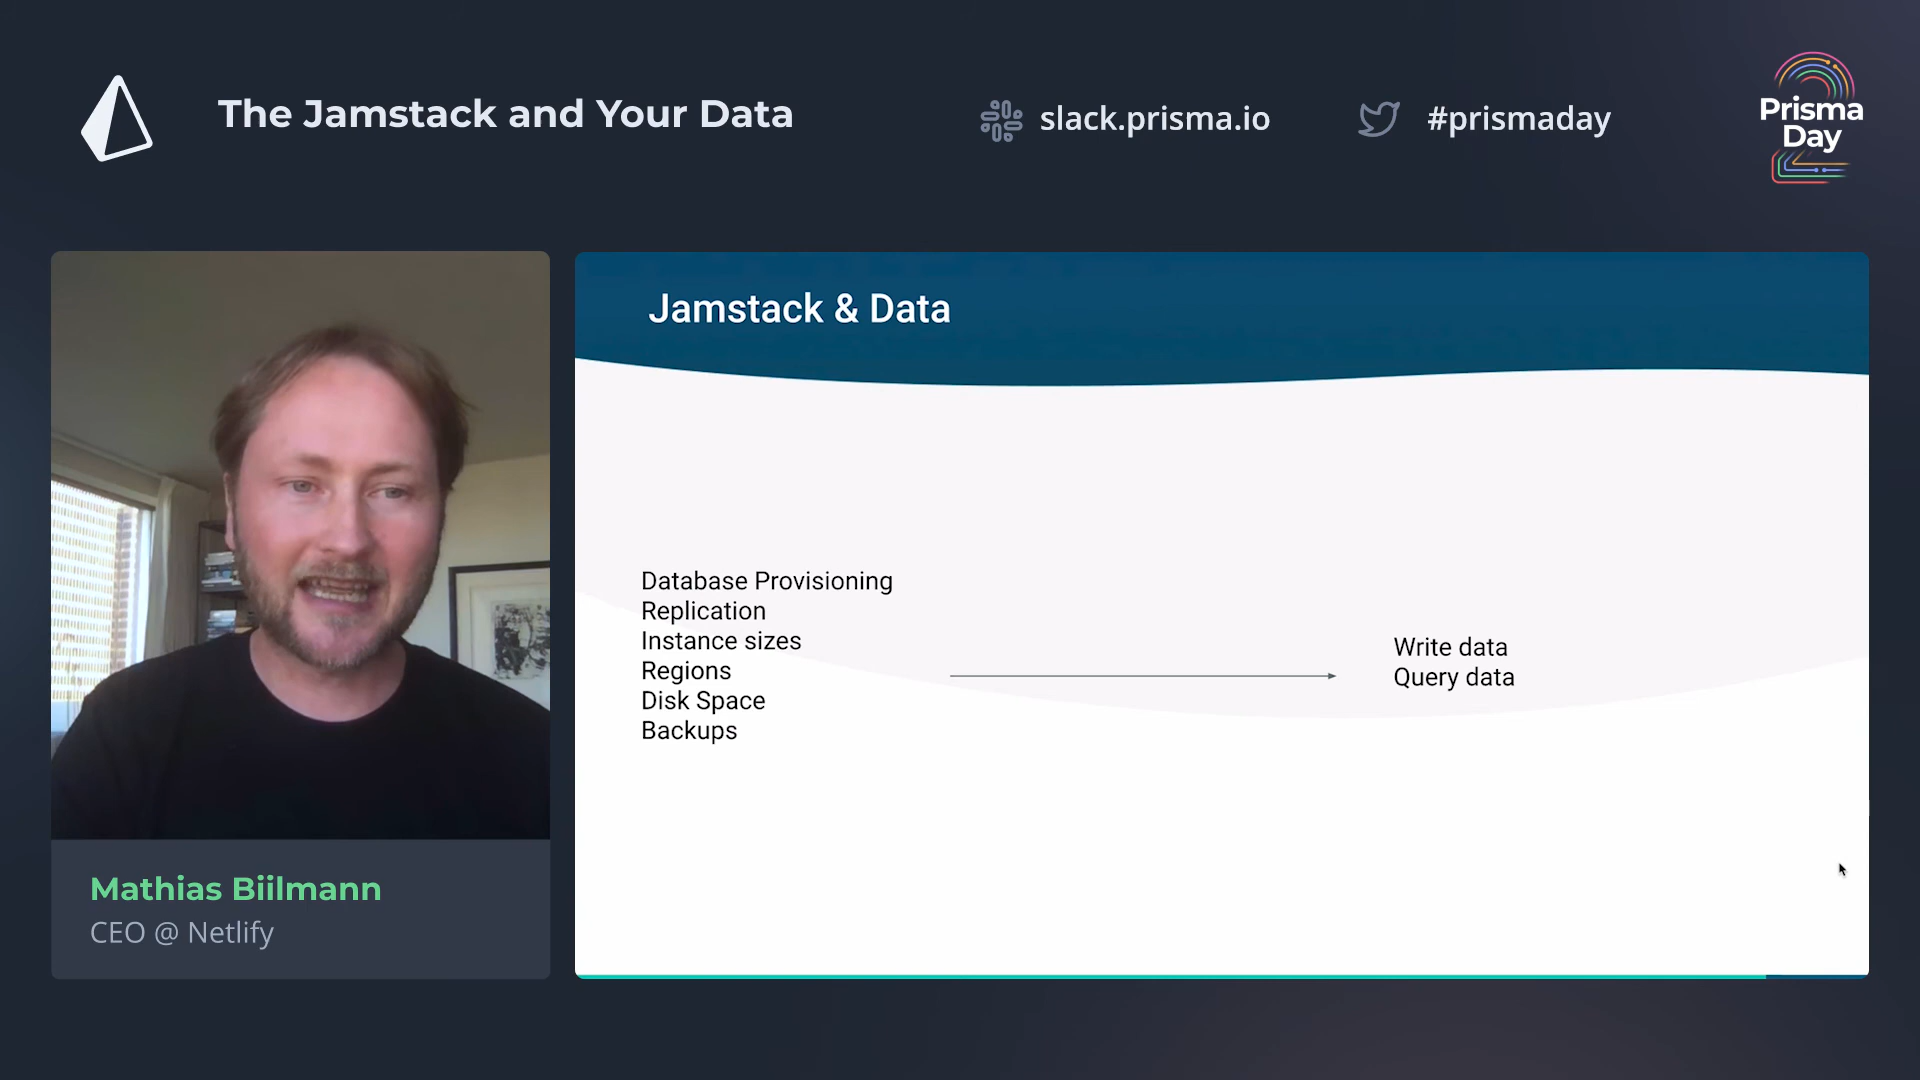 The Jamstack and Your Data
slack.prisma.io
#prismaday
Prisma
Day
Jamstack & Data
Database Provisioning
Replication
Instance sizes
Regions
Disk Space
Backups
Write data
Query data
Mathias Biilmann
CEO @ Netlify